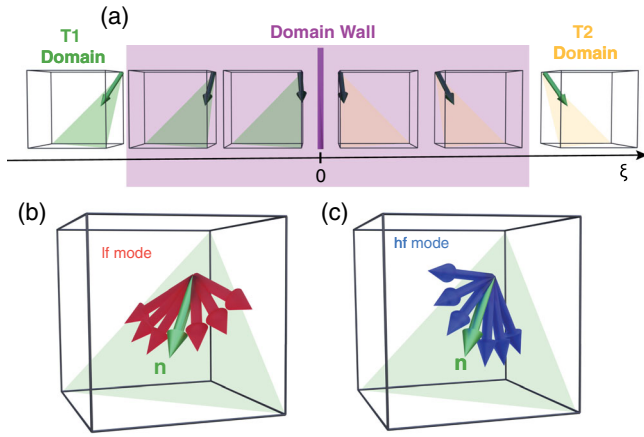 (a)
T1
Domain
Domain Wall
T2
Domain
0
ξ
(b)
lf mode
n
(c)
hf mode
n